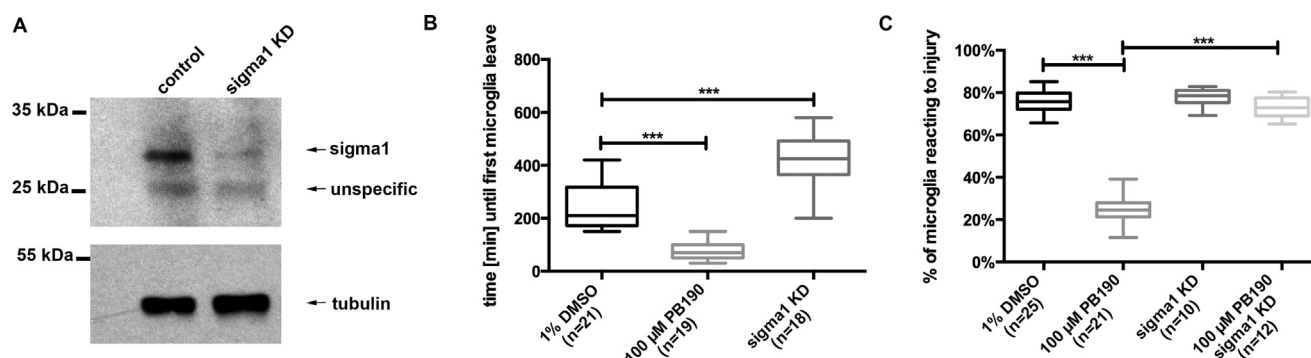 A
control
sigma1 KD
35 kDa
sigma1
25 kDa
unspecific
55 kDa
tubulin
B
time [min] until first microglia leave
800
600
400
200
0
***
***
1% DMSO
(n=21)
100 µM PB190
(n=19)
sigma1 KD
(n=18)
C
% of microglia reacting to injury
100%
80%
60%
40%
20%
0%
***
***
1% DMSO
(n=25)
100 µM PB190
(n=21)
sigma1 KD
(n=10)
100 µM PB190
sigma1 KD
(n=12)